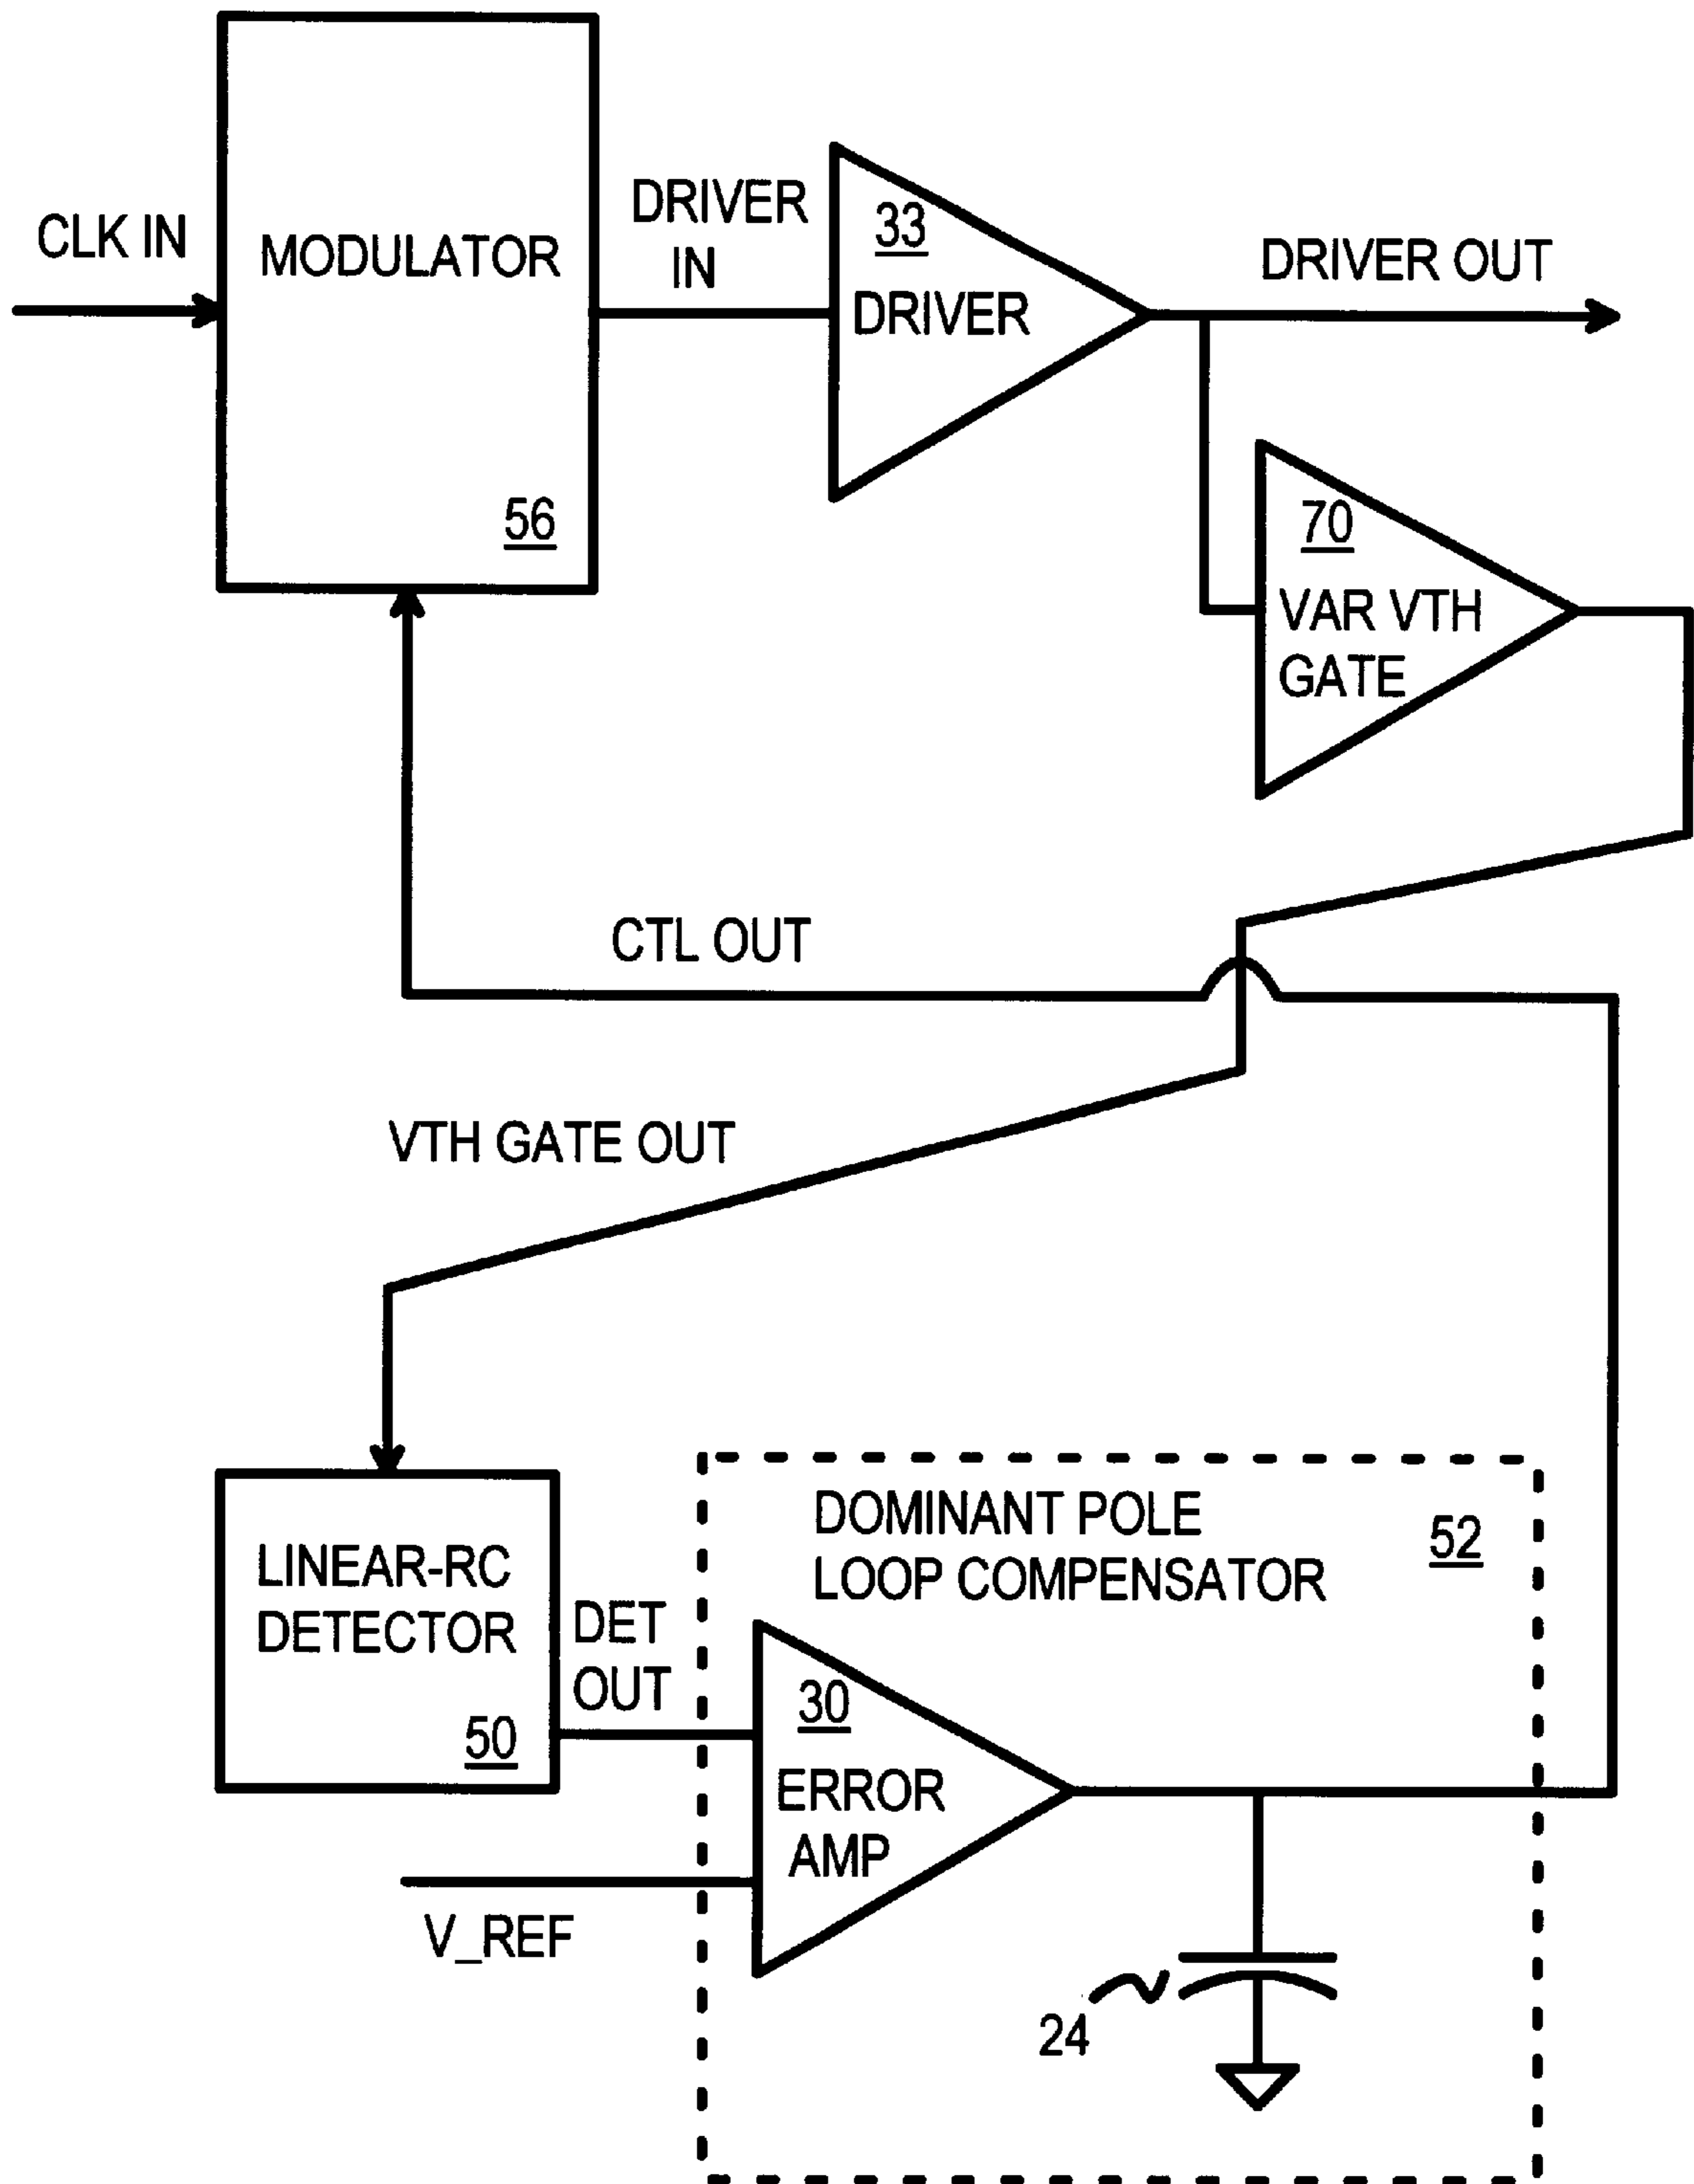 CLK IN
MODULATOR
56
DRIVER
IN
33
DRIVER
DRIVER OUT
70
VAR VTH
GATE
CTL OUT
VTH GATE OUT
LINEAR-RC
DETECTOR
50
DET
OUT
DOMINANT POLE
LOOP COMPENSATOR
52
30
ERROR
AMP
V_REF
24